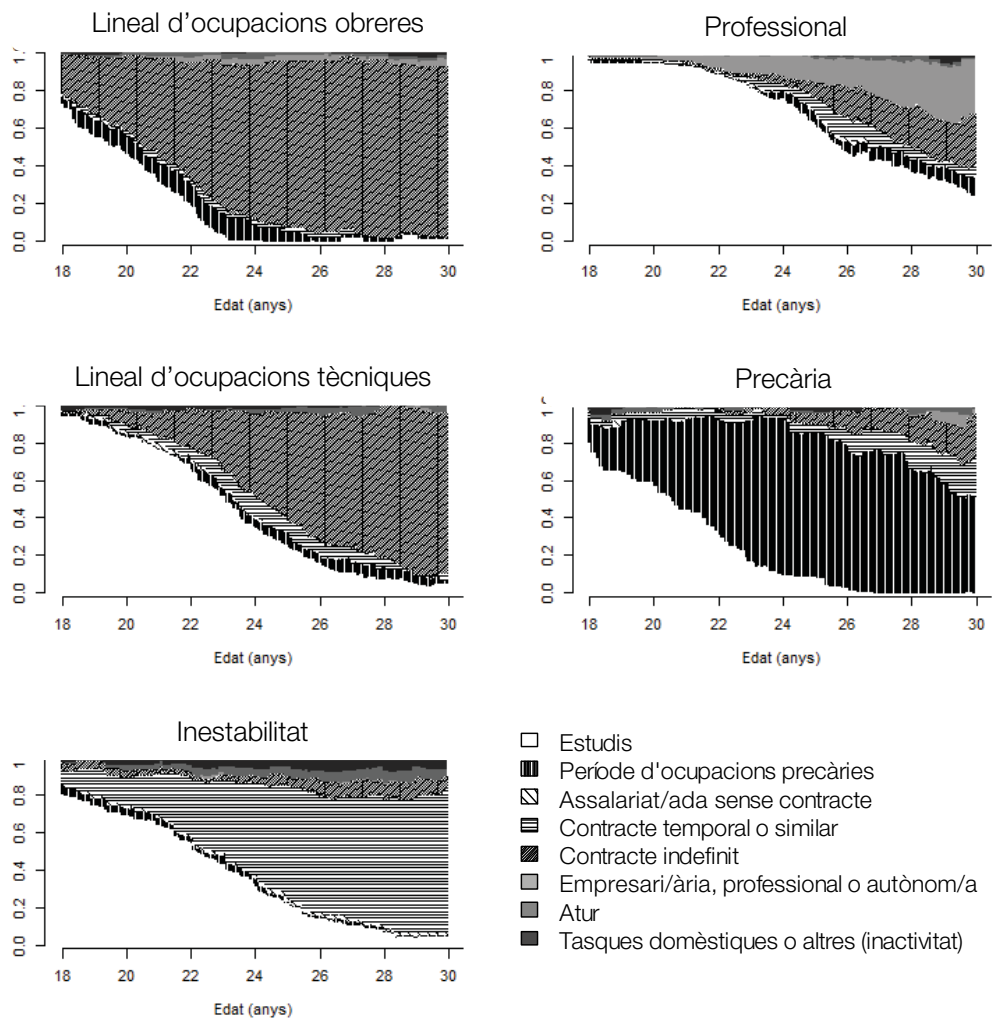 Lineal d'ocupacions obreres
0.0 0.2 0.4 0.6 0.8 1
18 20 22 24 26 28 30
Edat (anys)
Professional
0.0 0.2 0.4 0.6 0.8 1
18 20 22 24 26 28 30
Edat (anys)
Lineal d'ocupacions tècniques
0.0 0.2 0.4 0.6 0.8 1
18 20 22 24 26 28 30
Edat (anys)
Precària
0.0 0.2 0.4 0.6 0.8 1
18 20 22 24 26 28 30
Edat (anys)
Inestabilitat
0.0 0.2 0.4 0.6 0.8 1
18 20 22 24 26 28 30
Edat (anys)
Estudis
Període d'ocupacions precàries
Assalariat/ada sense contracte
Contracte temporal o similar
Contracte indefinit
Empresari/ària, professional o autònom/a
Atur
Tasques domèstiques o altres (inactivitat)